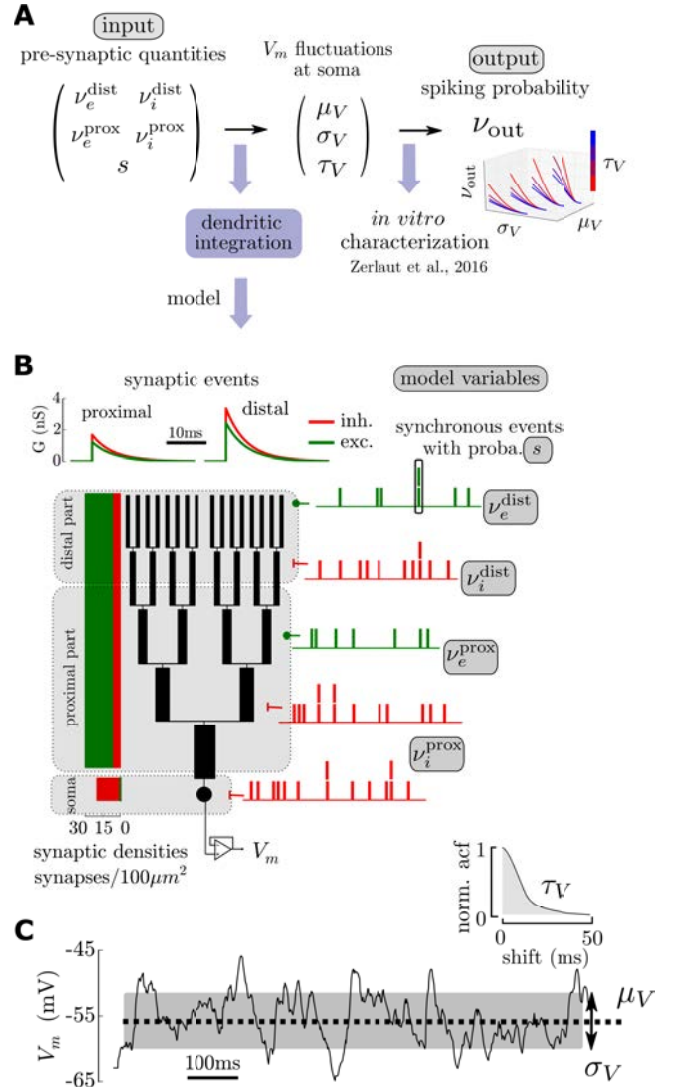 A
input
pre-synaptic quantities
ν_e^dist ν_i^dist
ν_e^prox ν_i^prox
s
V_m fluctuations
at soma
μ_V
σ_V
τ_V
output
spiking probability
ν_out
ν_out
σ_V
μ_V
τ_V
dendritic
integration
in vitro
characterization
Zerlaut et al., 2016
model
B
synaptic events
model variables
G (nS)
4
2
0
proximal
distal
10ms
inh.
exc.
synchronous events
with proba. s
distal part
proximal part
soma
ν_e^dist
ν_i^dist
ν_e^prox
ν_i^prox
30 15 0
synaptic densities
synapses/100μm²
V_m
norm. acf
1
0
τ_V
0 50
shift (ms)
C
V_m (mV)
-45
-55
-65
100ms
μ_V
σ_V